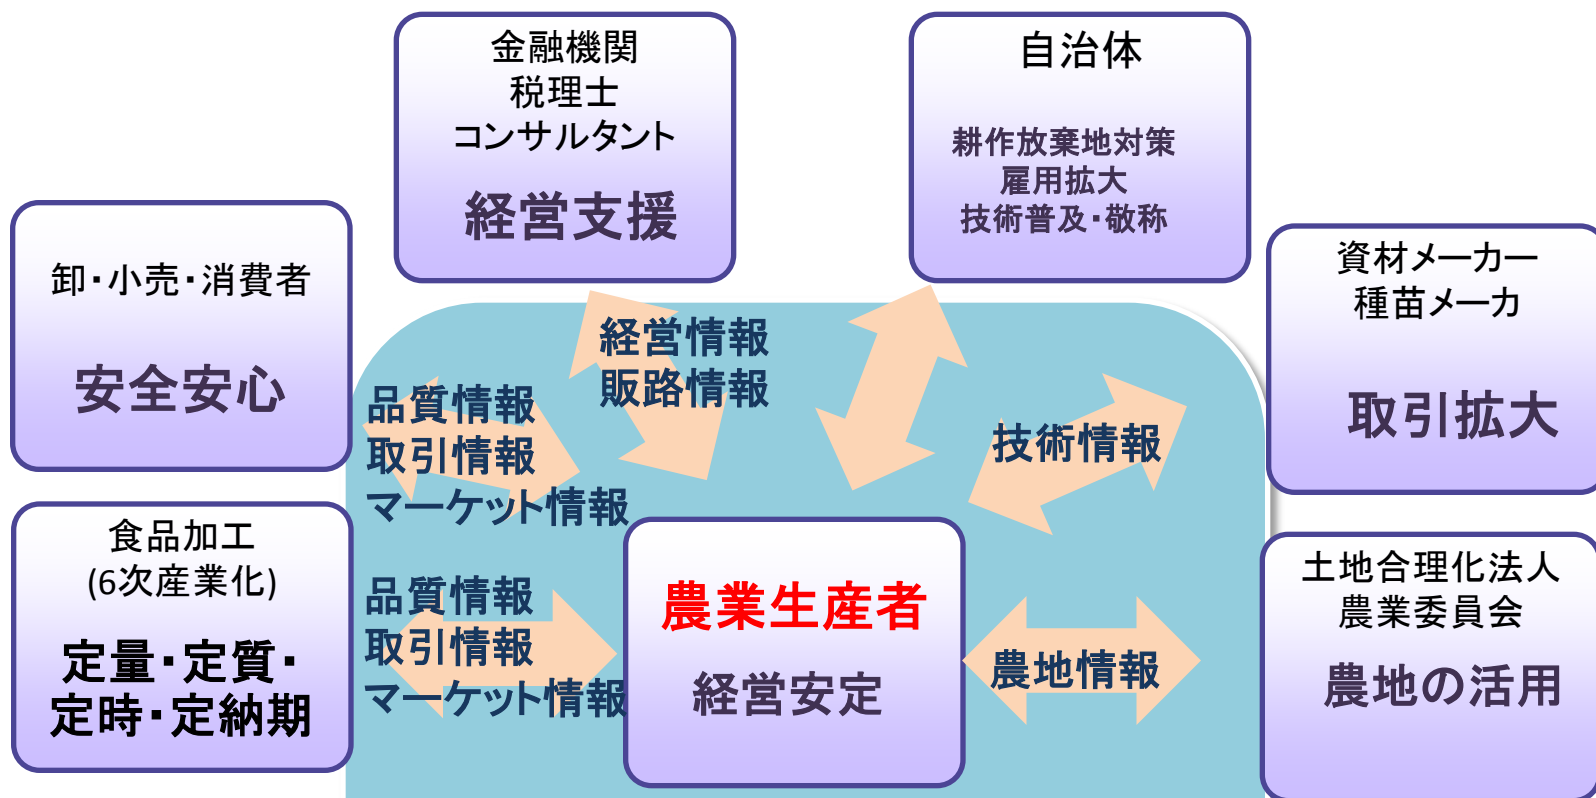 金融機関
税理士
コンサルタント
経営支援
自治体
耕作放棄地対策
雇用拡大
技術普及・敬称
卸・小売・消費者
安全安心
資材メーカー
種苗メーカ
取引拡大
経営情報
販路情報
品質情報
取引情報
マーケット情報
技術情報
食品加工
(6次産業化)
定量・定質・
定時・定納期
品質情報
取引情報
マーケット情報
農業生産者
経営安定
農地情報
土地合理化法人
農業委員会
農地の活用